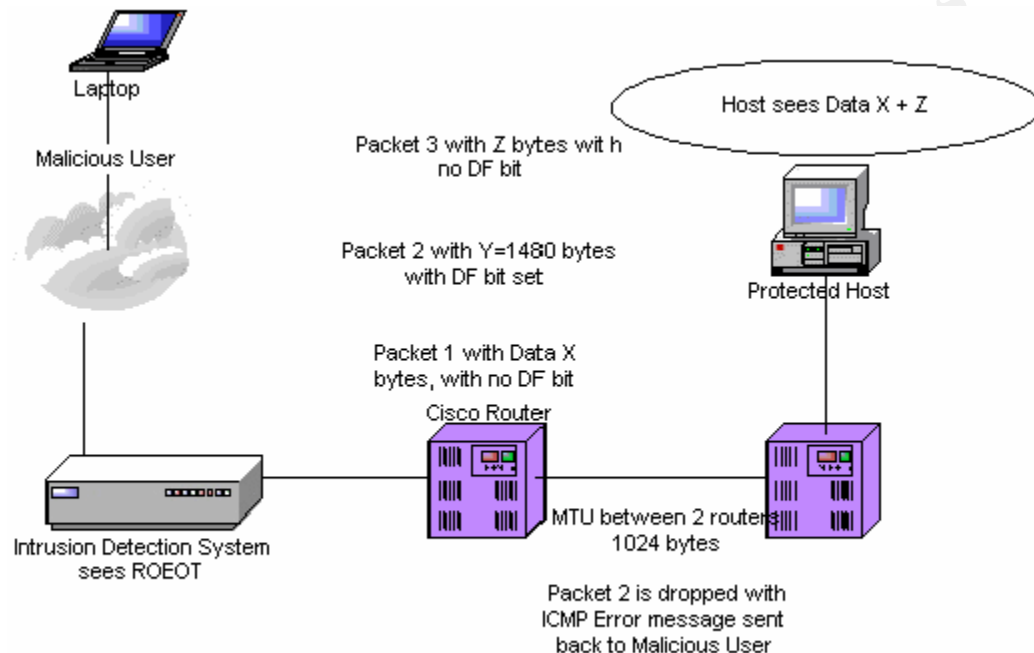 Laptop
Malicious User
Host sees Data X + Z
Packet 3 with Z bytes with
no DF bit
Packet 2 with Y=1480 bytes
with DF bit set
Protected Host
Packet 1 with Data X
bytes, with no DF bit
Cisco Router
MTU between 2 routers
1024 bytes
Intrusion Detection System
sees ROEOT
Packet 2 is dropped with
ICMP Error message sent
back to Malicious User